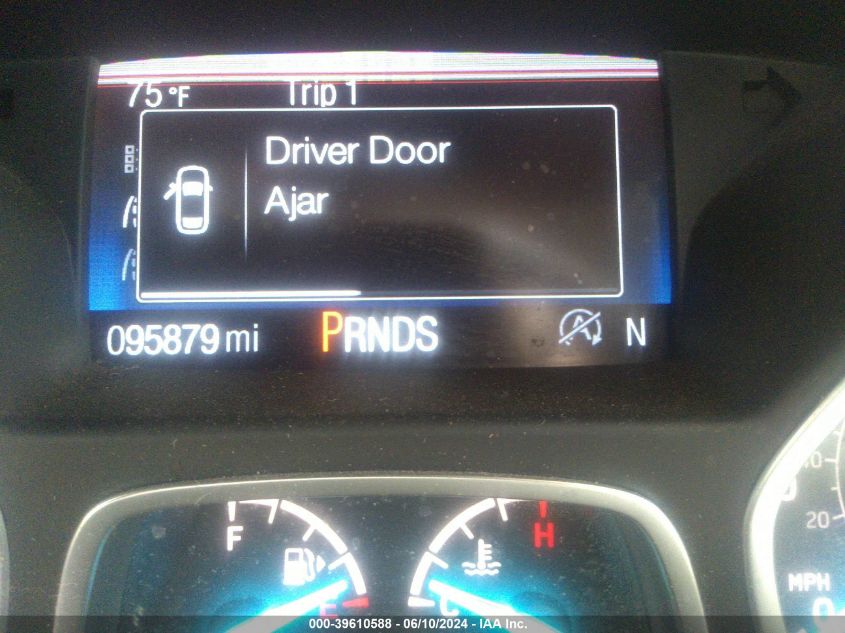 75 °F Trip 1
Driver Door
Ajar
095879 mi PRNDS N
F H
E C
20
MPH
000-39610588 - 06/10/2024 - IAA Inc.